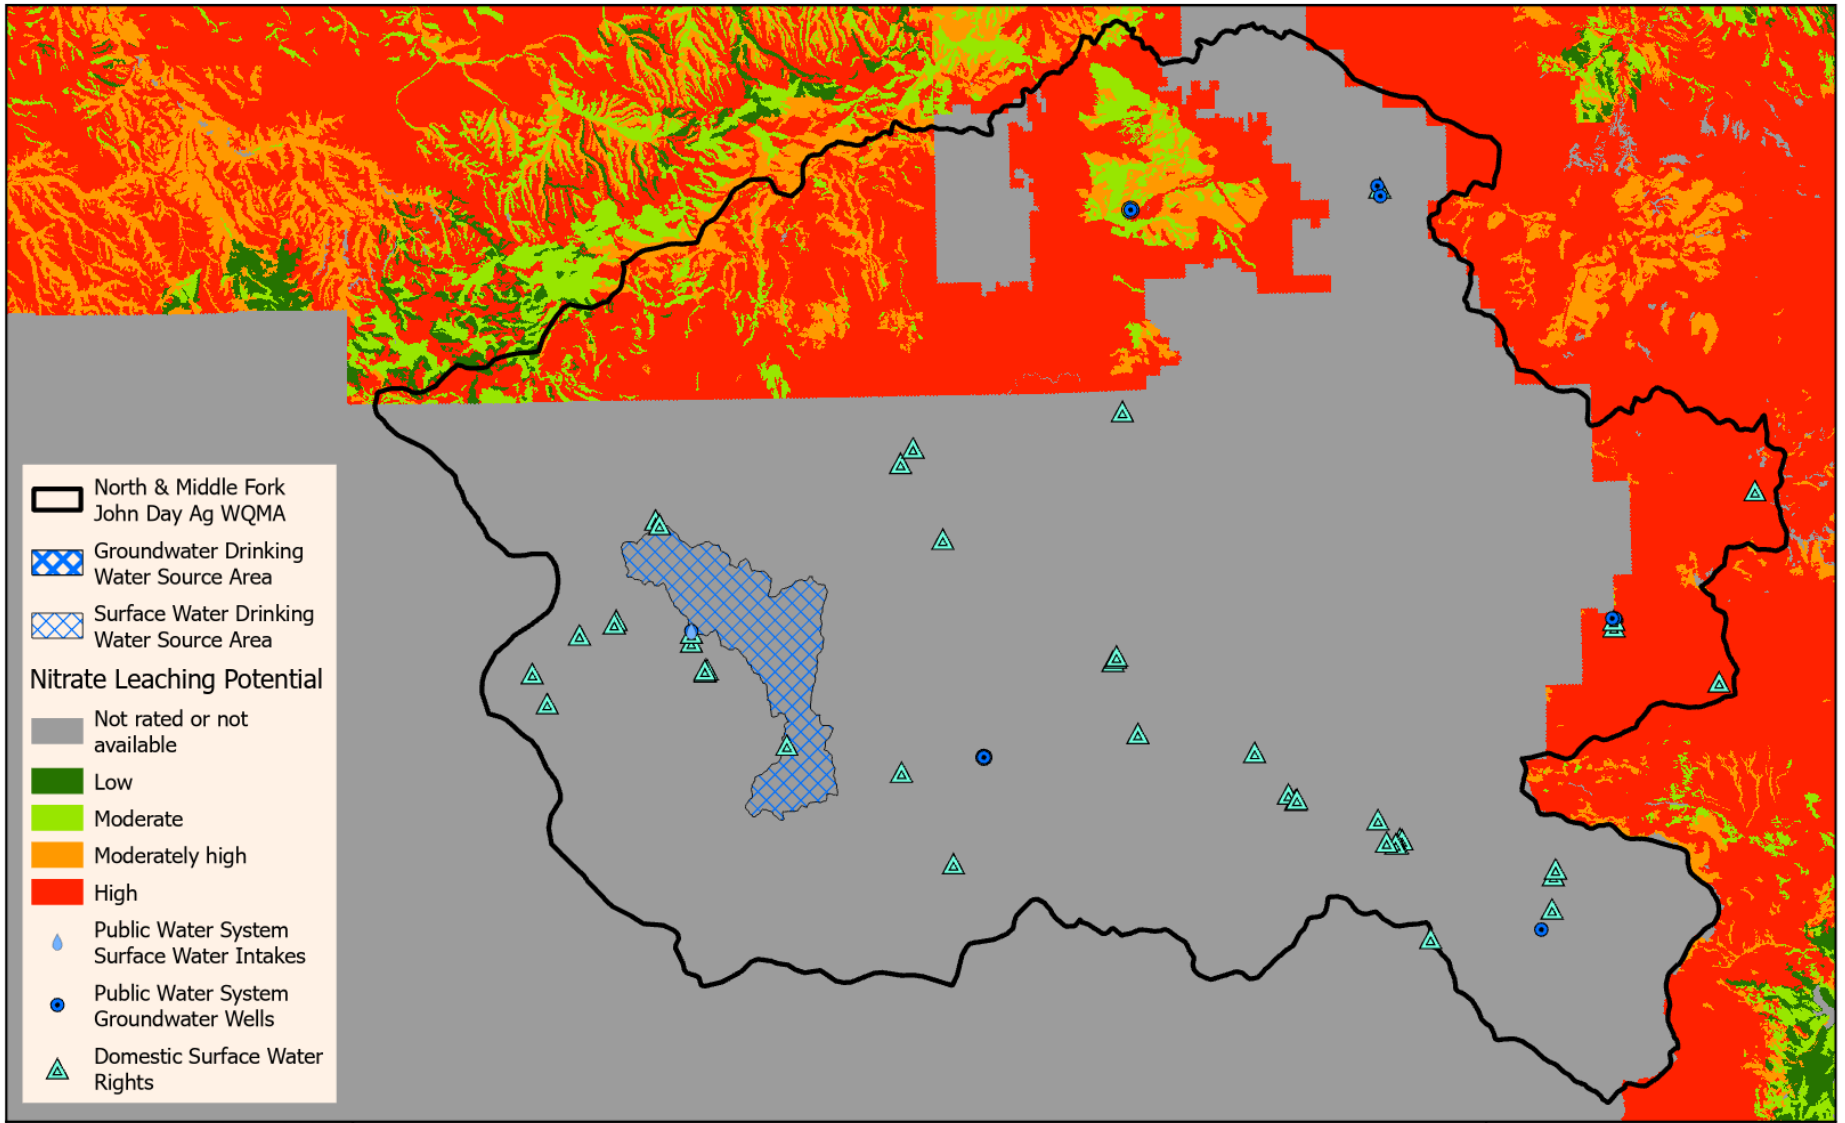 North & Middle Fork
John Day Ag WQMA
Groundwater Drinking
Water Source Area
Surface Water Drinking
Water Source Area
Nitrate Leaching Potential
Not rated or not
available
Low
Moderate
Moderately high
High
Public Water System
Surface Water Intakes
Public Water System
Groundwater Wells
Domestic Surface Water
Rights